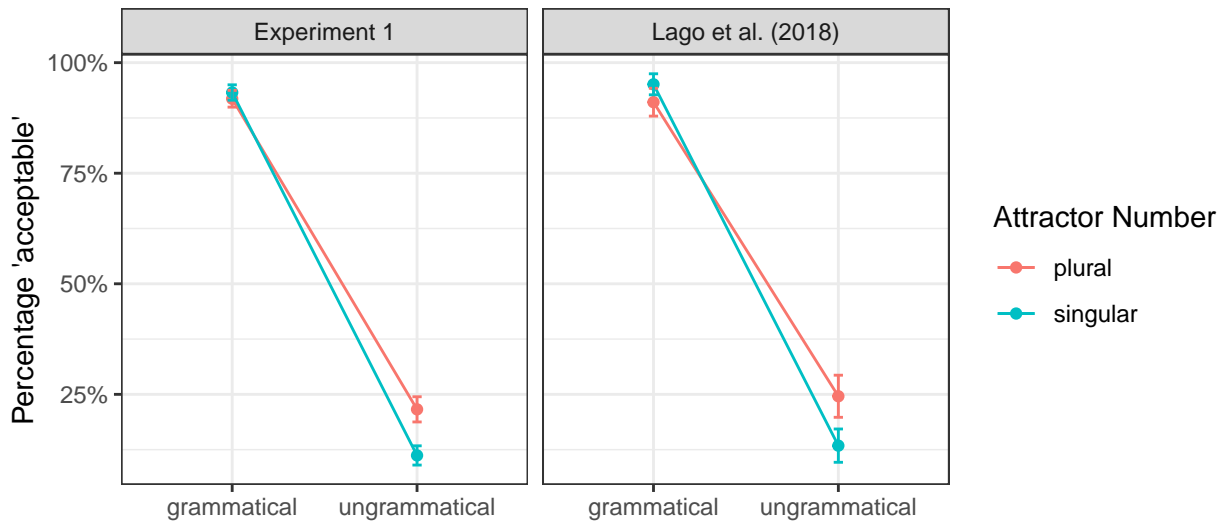 Experiment 1
Lago et al. (2018)
100%
75%
50%
25%
Percentage 'acceptable'
grammatical
ungrammatical
grammatical
ungrammatical
Attractor Number
plural
singular